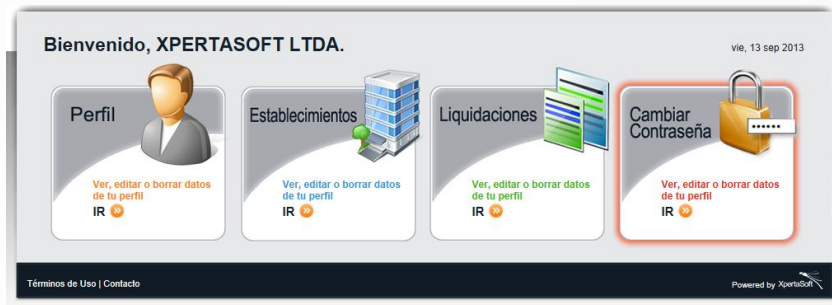 Bienvenido, XPERTASOFT LTDA.
vie, 13 sep 2013
Perfil
Ver, editar o borrar datos
de tu perfil
IR
Establecimientos
Ver, editar o borrar datos
de tu perfil
IR
Liquidaciones
Ver, editar o borrar datos
de tu perfil
IR
Cambiar
Contraseña
Ver, editar o borrar datos
de tu perfil
IR
Términos de Uso | Contacto
Powered by XpertaSoft